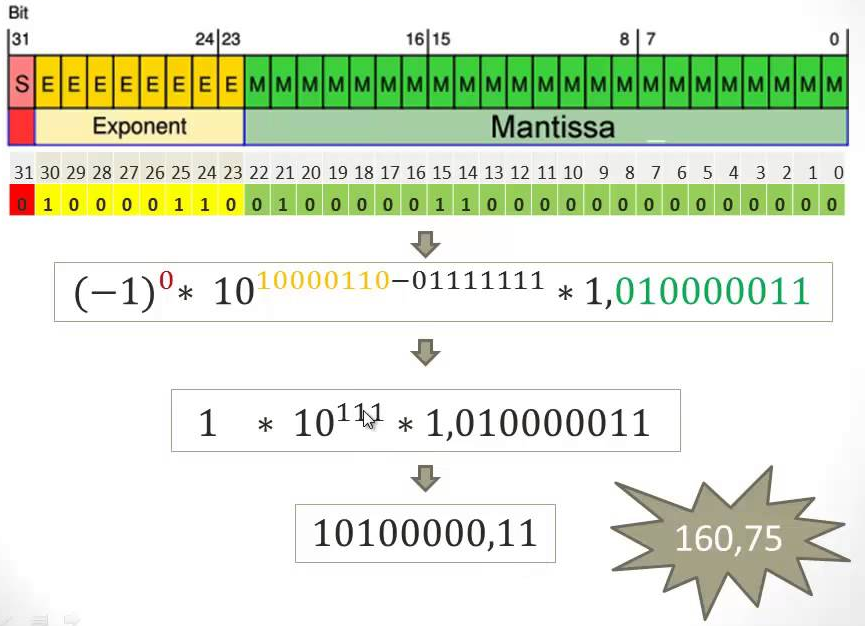 Bit
31 24 23 16 15 8 7 0
S E E E E E E E E M M M M M M M M M M M M M M M M M M M M M M M
Exponent Mantissa
31 30 29 28 27 26 25 24 23 22 21 20 19 18 17 16 15 14 13 12 11 10 9 8 7 6 5 4 3 2 1 0
0 1 0 0 0 0 1 1 0 0 1 0 0 0 0 0 1 1 0 0 0 0 0 0 0 0 0 0 0 0 0 0
(−1)^0 * 10^10000110−01111111 * 1,010000011
1 * 10^111 * 1,010000011
10100000,11
160,75